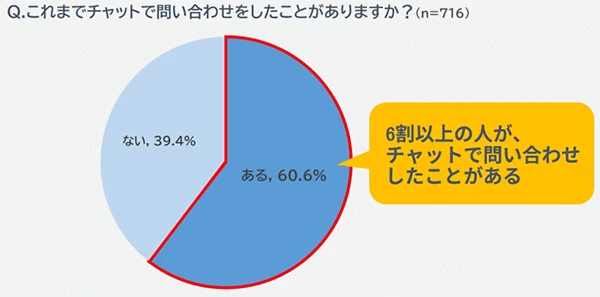 Q.これまでチャットで問い合わせをしたことがありますか？(n=716)
ない, 39.4%
ある, 60.6%
6割以上の人が、
チャットで問い合わせ
したことがある